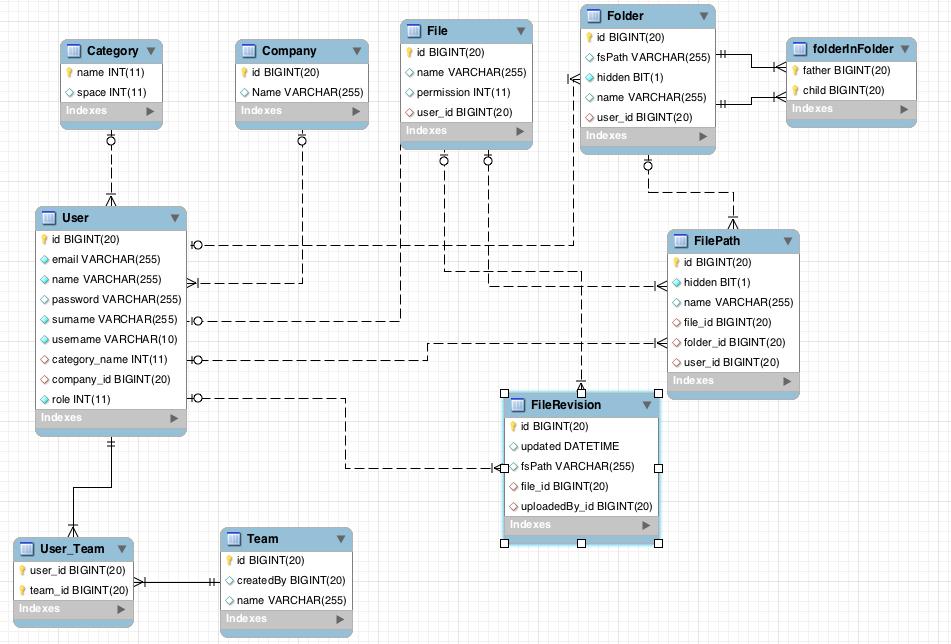 Category
name INT(11)
space INT(11)
Indexes
Company
id BIGINT(20)
Name VARCHAR(255)
Indexes
File
id BIGINT(20)
name VARCHAR(255)
permission INT(11)
user_id BIGINT(20)
Indexes
Folder
id BIGINT(20)
fsPath VARCHAR(255)
hidden BIT(1)
name VARCHAR(255)
user_id BIGINT(20)
Indexes
folderInFolder
father BIGINT(20)
child BIGINT(20)
Indexes
User
id BIGINT(20)
email VARCHAR(255)
name VARCHAR(255)
password VARCHAR(255)
surname VARCHAR(255)
username VARCHAR(10)
category_name INT(11)
company_id BIGINT(20)
role INT(11)
Indexes
FilePath
id BIGINT(20)
hidden BIT(1)
name VARCHAR(255)
file_id BIGINT(20)
folder_id BIGINT(20)
user_id BIGINT(20)
Indexes
FileRevision
id BIGINT(20)
updated DATETIME
fsPath VARCHAR(255)
file_id BIGINT(20)
uploadedBy_id BIGINT(20)
Indexes
User_Team
user_id BIGINT(20)
team_id BIGINT(20)
Indexes
Team
id BIGINT(20)
createdBy BIGINT(20)
name VARCHAR(255)
Indexes